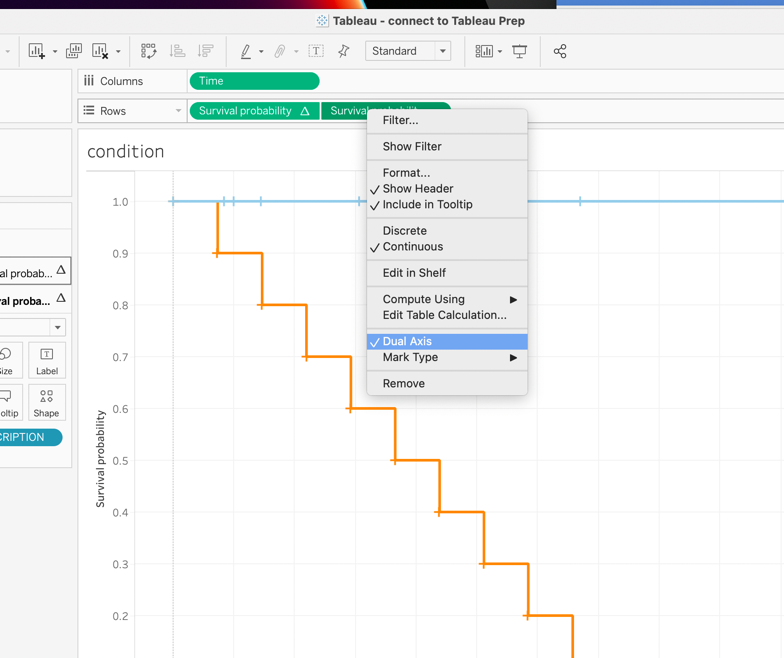 Tableau - connect to Tableau Prep
Standard
Columns
Time
Rows
Survival probability
Survival probability
condition
Filter...
Show Filter
Format...
Show Header
Include in Tooltip
Discrete
Continuous
Edit in Shelf
Compute Using
Edit Table Calculation...
Dual Axis
Mark Type
Remove
al probab...
al proba...
Label
oltip
Shape
CRIPTION
Survival probability
1.0
0.9
0.8
0.7
0.6
0.5
0.4
0.3
0.2